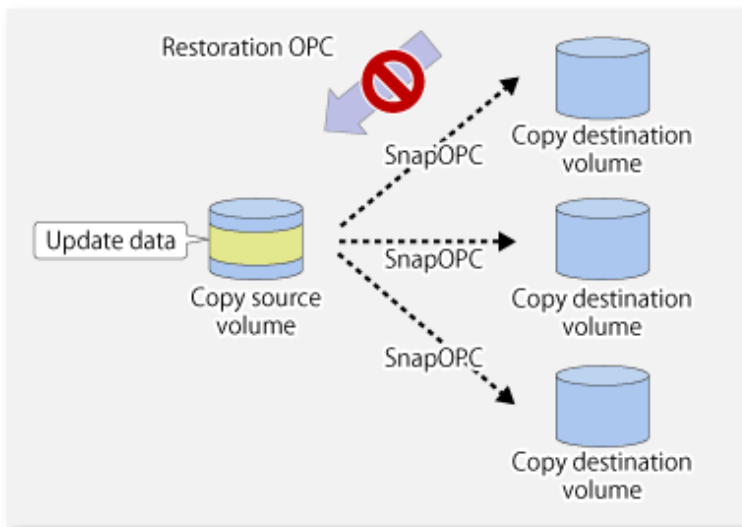 Restoration OPC
SnapOPC
Copy destination
volume
Update data
SnapOPC
Copy source
volume
Copy destination
volume
SnapOPC
Copy destination
volume